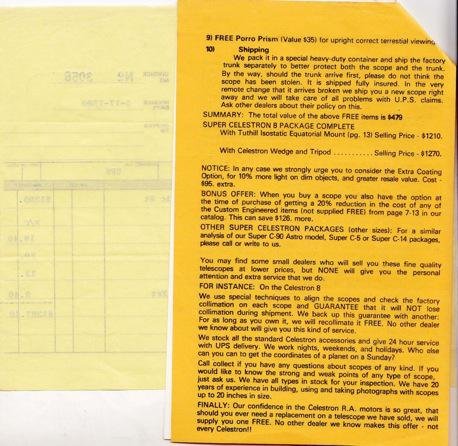 9) FREE Porro Prism (Value $35) for upright correct terrestial viewing
10) Shipping
We pack it in a special heavy-duty container and ship the factory
trunk separately to better protect both the scope and the trunk.
By the way, should the trunk arrive first, please do not think the
scope has been stolen. It is shipped fully insured. In the very
remote change that it arrives broken we ship you a new scope right
away and we will take care of all problems with U.P.S. claims.
Ask other dealers about their policy on this.
SUMMARY: The total value of the above FREE items is $479
SUPER CELESTRON 8 PACKAGE COMPLETE
With Tuthill Isostatic Equatorial Mount (pg. 13) Selling Price - $1210.
With Celestron Wedge and Tripod . . . . . . . . . . . Selling Price - $1270.
NOTICE: In any case we strongly urge you to consider the Extra Coating
Option, for 10% more light on dim objects, and greater resale value. Cost -
$95. extra.
BONUS OFFER: When you buy a scope you also have the option at
the time of purchase of getting a 20% reduction in the cost of any of
the Custom Engineered items (not supplied FREE) from page 7-13 in our
catalog. This can save $126. more.
OTHER SUPER CELESTRON PACKAGES (other sizes): For a similar
analysis of our Super C-90 Astro model, Super C-5 or Super C-14 packages,
please call or write to us.
You may find some small dealers who will sell you these fine quality
telescopes at lower prices, but NONE will give you the personal
attention and extra service that we do.
FOR INSTANCE: On the Celestron 8
We use special techniques to align the scopes and check the factory
collimation on each scope and GUARANTEE that it will NOT lose
collimation during shipment. We back up this guarantee with another:
For as long as you own it, we will recollimate it FREE. No other dealer
we know about will give you this kind of service.
We stock all the standard Celestron accessories and give 24 hour service
with UPS delivery. We work nights, weekends, and holidays. Who else
can you to get the coordinates of a planet on a Sunday?
Call collect if you have any questions about scopes of any kind. If you
would like to know the strong and weak points of any type of scope,
just ask us. We have all types in stock for your inspection. We have 20
years of experience in building, using and taking photographs with scopes
up to 20 inches in size.
FINALLY: Our confidence in the Celestron R.A. motors is so great, that
should you ever need a replacement on a telescope we have sold, we will
supply you one FREE. No other dealer we know makes this offer - not
every Celestron!!